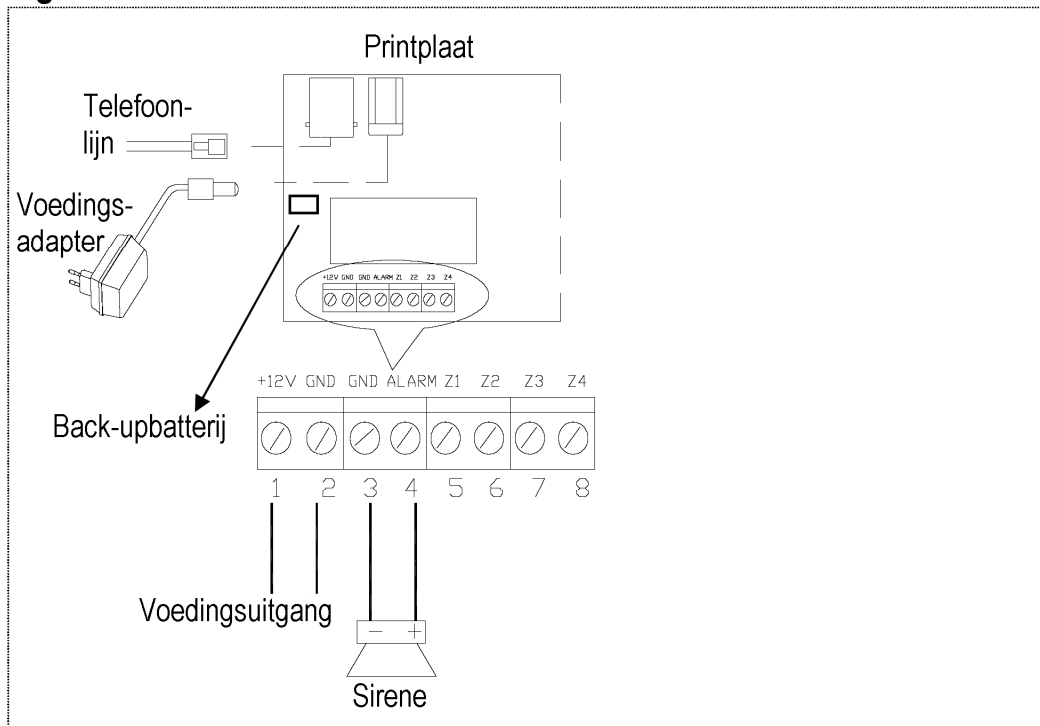 Printplaat
Telefoon-
lijn
Voedings-
adapter
+12V GND GND ALARM Z1 Z2 Z3 Z4
+12V GND GND ALARM Z1 Z2 Z3 Z4
Back-upbatterij
1 2 3 4 5 6 7 8
Voedingsuitgang
- +
Sirene